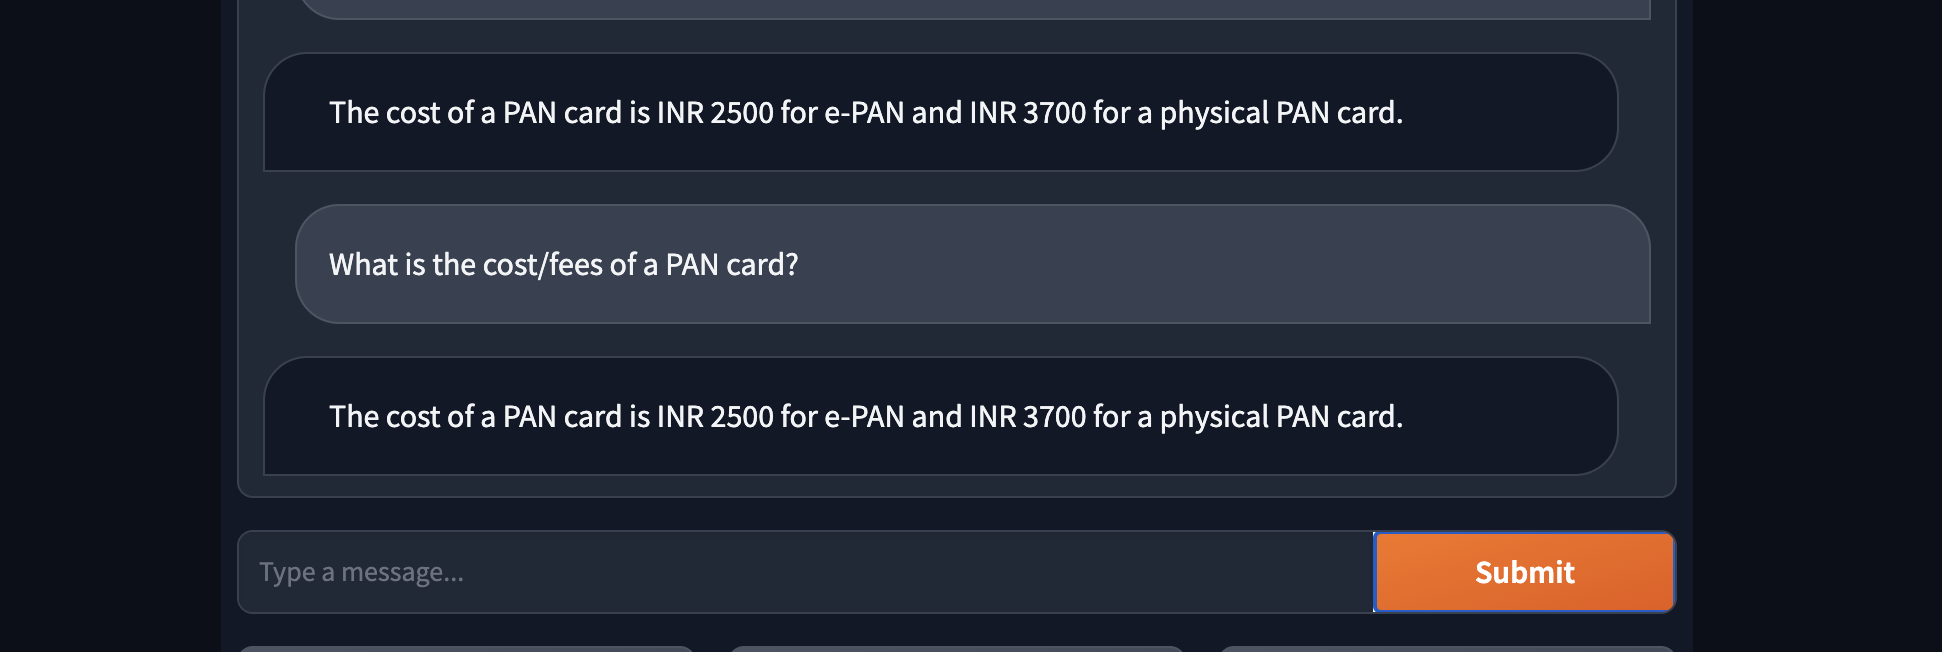 The cost of a PAN card is INR 2500 for e-PAN and INR 3700 for a physical PAN card.
What is the cost/fees of a PAN card?
The cost of a PAN card is INR 2500 for e-PAN and INR 3700 for a physical PAN card.
Type a message...
Submit